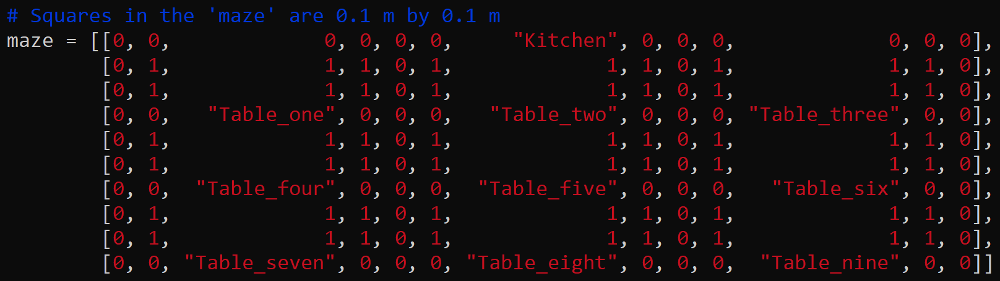 # Squares in the 'maze' are 0.1 m by 0.1 m
maze = [[0, 0, 0, 0, 0, 0, "Kitchen", 0, 0, 0, 0, 0, 0],
[0, 1, 1, 1, 0, 1, 1, 1, 0, 1, 1, 1, 0],
[0, 1, 1, 1, 0, 1, 1, 1, 0, 1, 1, 1, 0],
[0, 0, "Table_one", 0, 0, 0, "Table_two", 0, 0, 0, "Table_three", 0, 0],
[0, 1, 1, 1, 0, 1, 1, 1, 0, 1, 1, 1, 0],
[0, 1, 1, 1, 0, 1, 1, 1, 0, 1, 1, 1, 0],
[0, 0, "Table_four", 0, 0, 0, "Table_five", 0, 0, 0, "Table_six", 0, 0],
[0, 1, 1, 1, 0, 1, 1, 1, 0, 1, 1, 1, 0],
[0, 1, 1, 1, 0, 1, 1, 1, 0, 1, 1, 1, 0],
[0, 0, "Table_seven", 0, 0, 0, "Table_eight", 0, 0, 0, "Table_nine", 0, 0]]